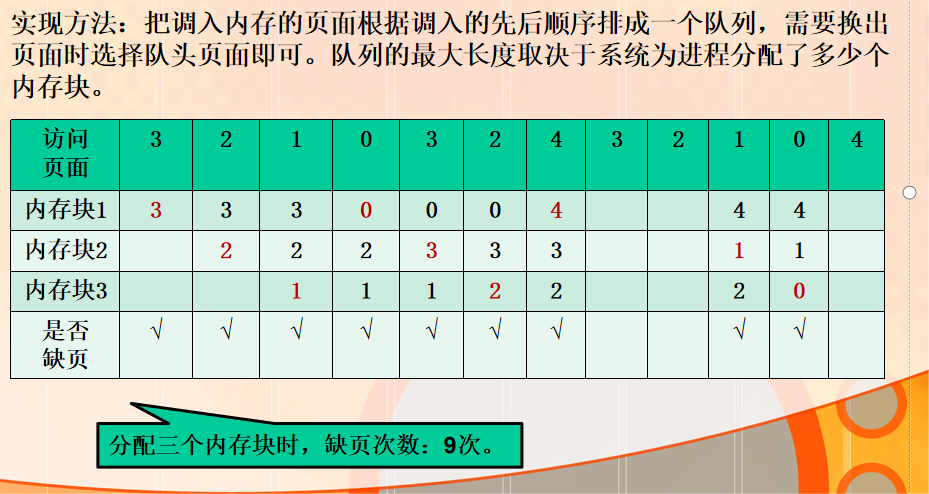 实现方法：把调入内存的页面根据调入的先后顺序排成一个队列，需要换出
页面时选择队头页面即可。队列的最大长度取决于系统为进程分配了多少个
内存块。
访问页面 3 2 1 0 3 2 4 3 2 1 0 4
内存块1 3 3 3 0 0 0 4 4 4
内存块2 2 2 2 3 3 3 1 1
内存块3 1 1 1 2 2 2 0
是否缺页 √ √ √ √ √ √ √ √ √
分配三个内存块时，缺页次数：9次。